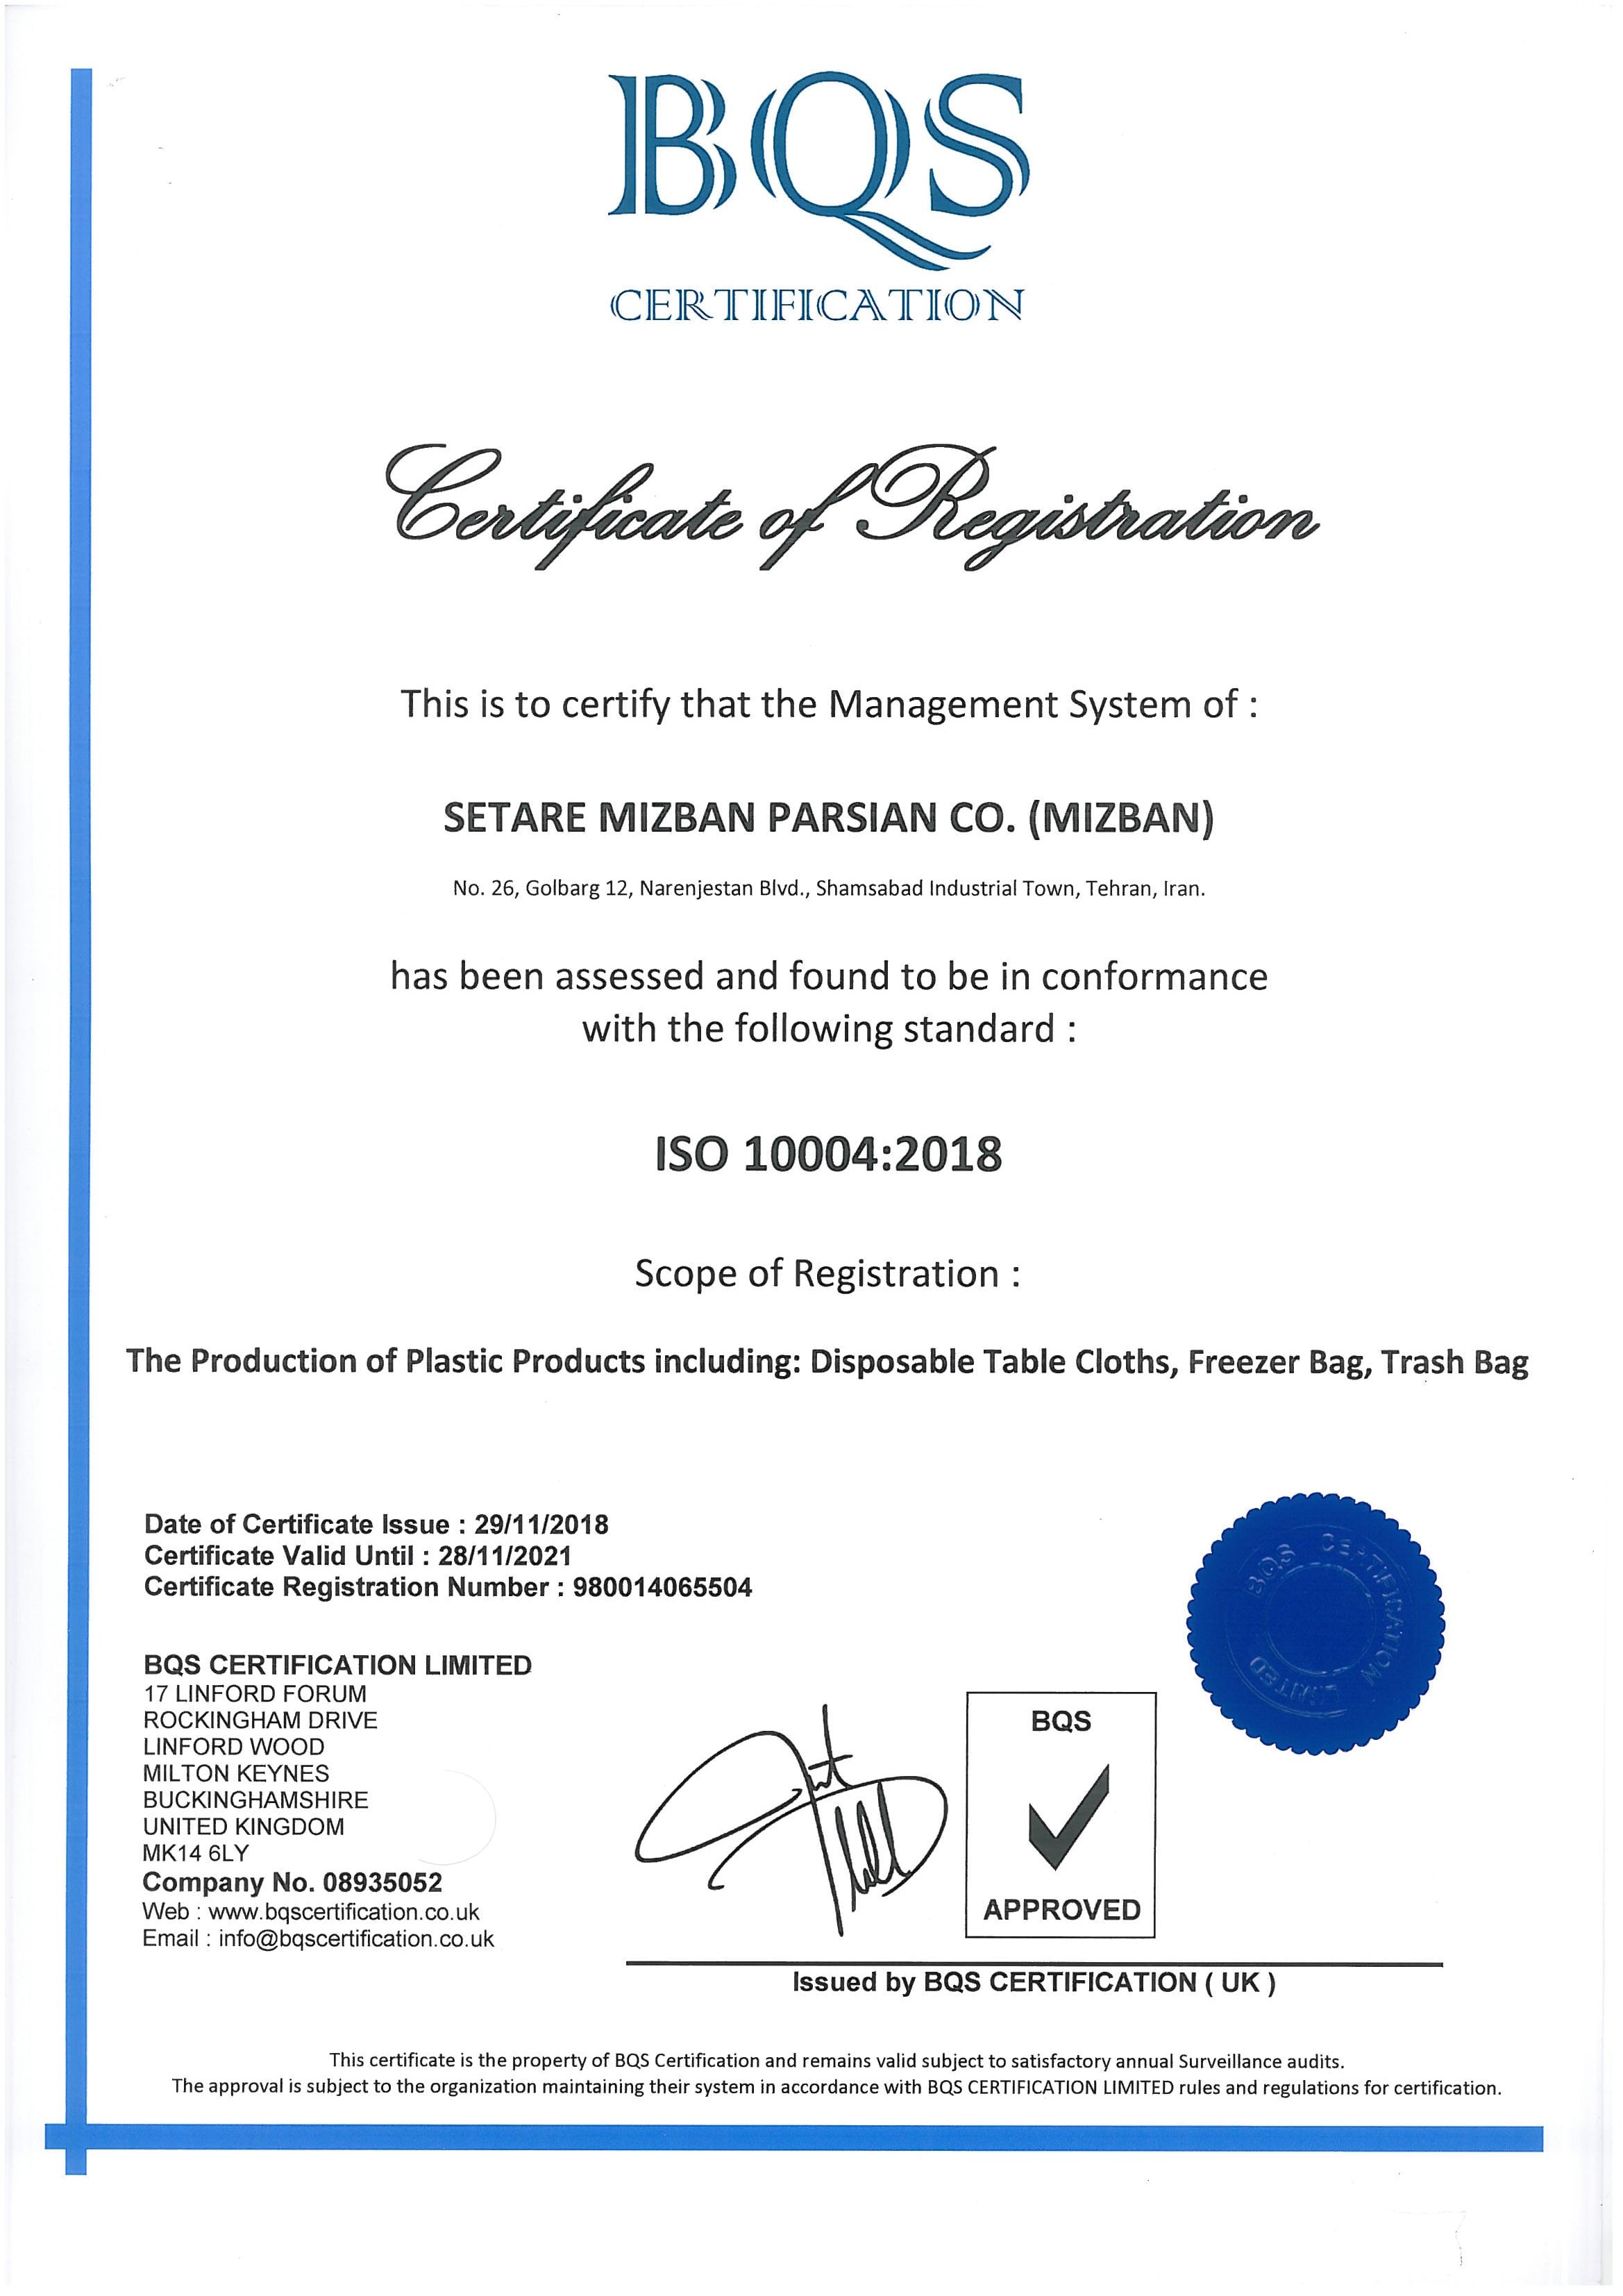 BQS
CERTIFICATION
Certificate of Registration
This is to certify that the Management System of :
SETARE MIZBAN PARSIAN CO. (MIZBAN)
No. 26, Golbarg 12, Narenjestan Blvd., Shamsabad Industrial Town, Tehran, Iran.
has been assessed and found to be in conformance
with the following standard :
ISO 10004:2018
Scope of Registration :
The Production of Plastic Products including: Disposable Table Cloths, Freezer Bag, Trash Bag
Date of Certificate Issue : 29/11/2018
Certificate Valid Until : 28/11/2021
Certificate Registration Number : 980014065504
BQS CERTIFICATION LIMITED
17 LINFORD FORUM
ROCKINGHAM DRIVE
LINFORD WOOD
MILTON KEYNES
BUCKINGHAMSHIRE
UNITED KINGDOM
MK14 6LY
Company No. 08935052
Web : www.bqscertification.co.uk
Email : info@bqscertification.co.uk
BQS CERTIFICATION LIMITED
BQS
APPROVED
Issued by BQS CERTIFICATION ( UK )
This certificate is the property of BQS Certification and remains valid subject to satisfactory annual Surveillance audits.
The approval is subject to the organization maintaining their system in accordance with BQS CERTIFICATION LIMITED rules and regulations for certification.